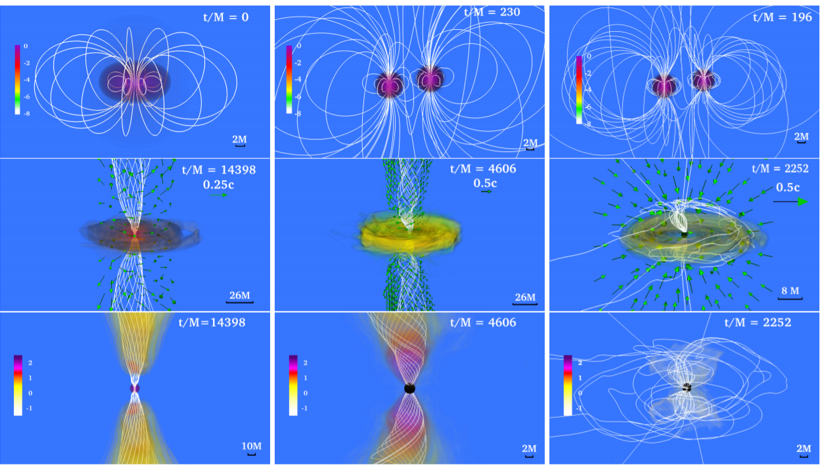 t/M = 0
0
-2
-4
-6
-8
2M
t/M = 230
0
-2
-4
-6
-8
2M
t/M = 196
0
-2
-4
-6
-8
2M
t/M = 14398
0.25c
26M
t/M = 4606
0.5c
26M
t/M = 2252
0.5c
8 M
t/M=14398
2
1
0
-1
10M
t/M = 4606
2
1
0
-1
2M
t/M = 2252
2
1
0
-1
2M